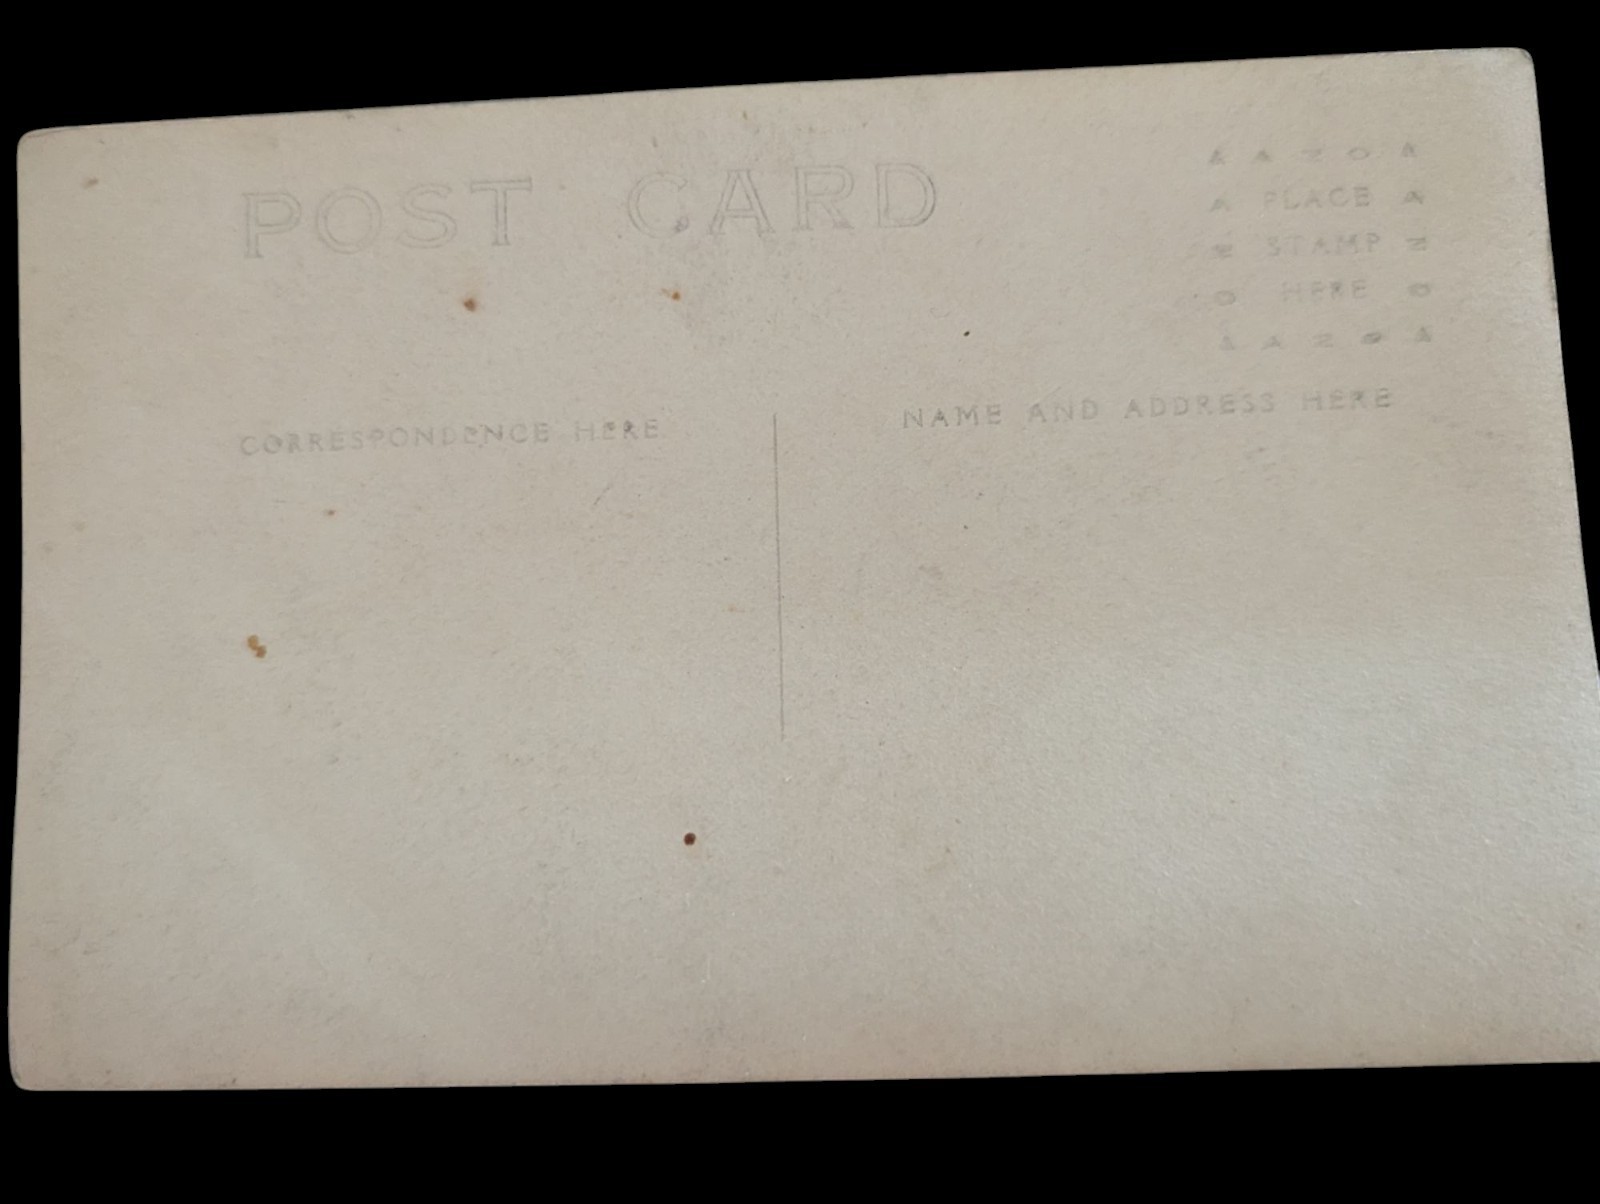 POST CARD
A A Z O A
A PLACE A
Z STAMP Z
O HERE O
A A Z O A
CORRESPONDENCE HERE
NAME AND ADDRESS HERE